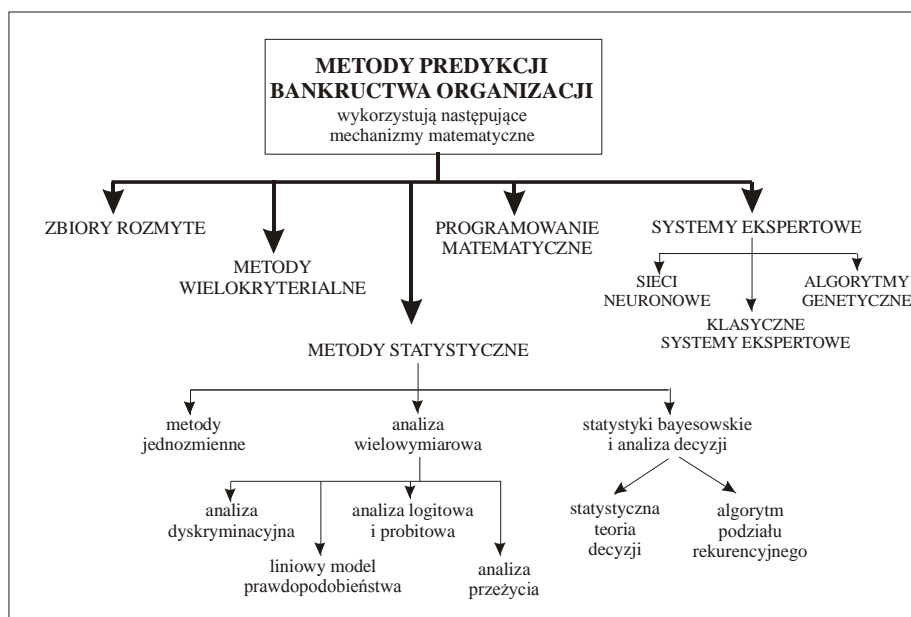 METODY PREDYKCJI
BANKRUCTWA ORGANIZACJI
wykorzystują następujące
mechanizmy matematyczne
ZBIORY ROZMYTE
METODY
WIELOKRYTERIALNE
PROGRAMOWANIE
MATEMATYCZNE
SYSTEMY EKSPERTOWE
SIECI
NEURONOWE
KLASYCZNE
SYSTEMY EKSPERTOWE
ALGORYTMY
GENETYCZNE
METODY STATYSTYCZNE
metody
jednozmienne
analiza
wielowymiarowa
statystyki bayesowskie
i analiza decyzji
analiza
dyskryminacyjna
liniowy model
prawdopodobieństwa
analiza logitowa
i probitowa
analiza
przeżycia
statystyczna
teoria
decyzji
algorytm
podziału
rekurencyjnego